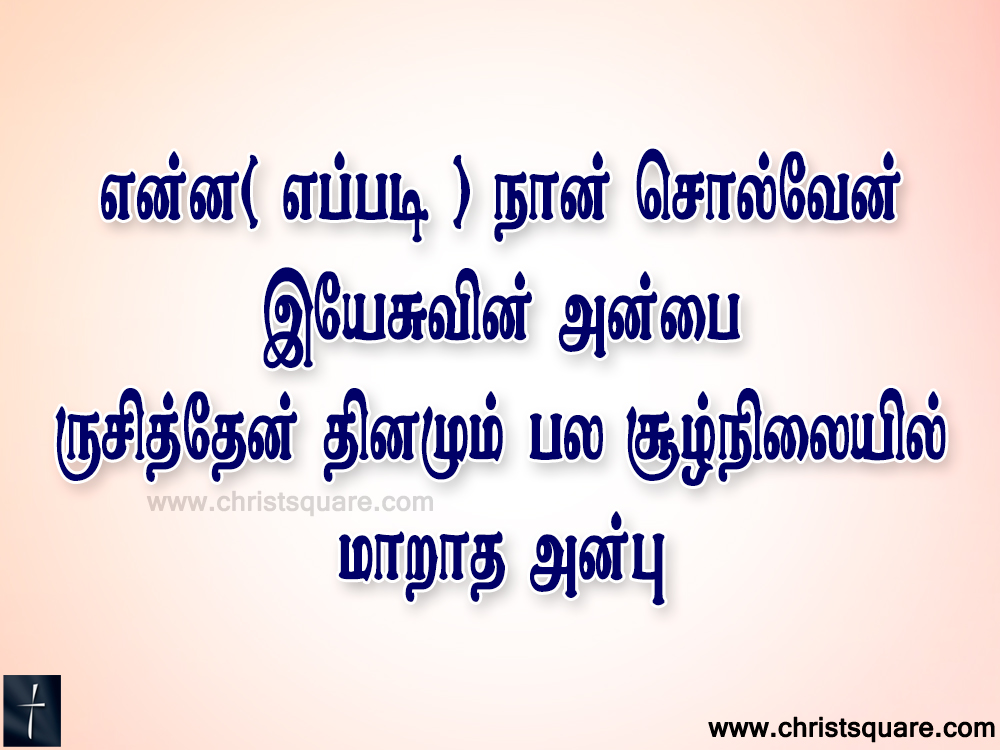 என்ன( எப்படி ) நான் சொல்வேன்
இயேசுவின் அன்பை
ருசித்தேன் தினமும் பல சூழ்நிலையில்
www.christsquare.com
மாறாத அன்பு
www.christsquare.com